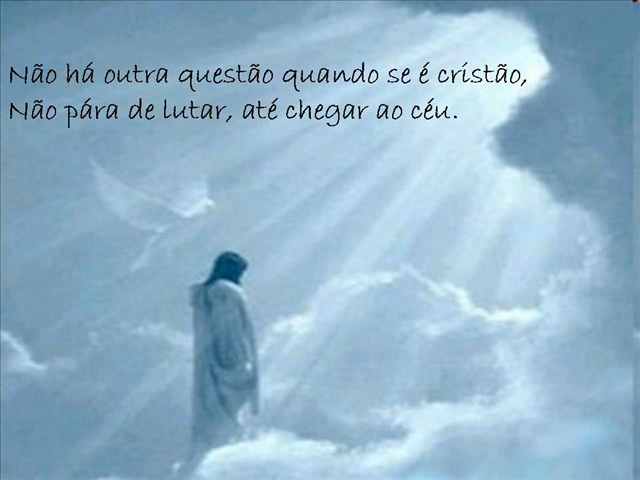 Não há outra questão quando se é cristão,
Não pára de lutar, até chegar ao céu.